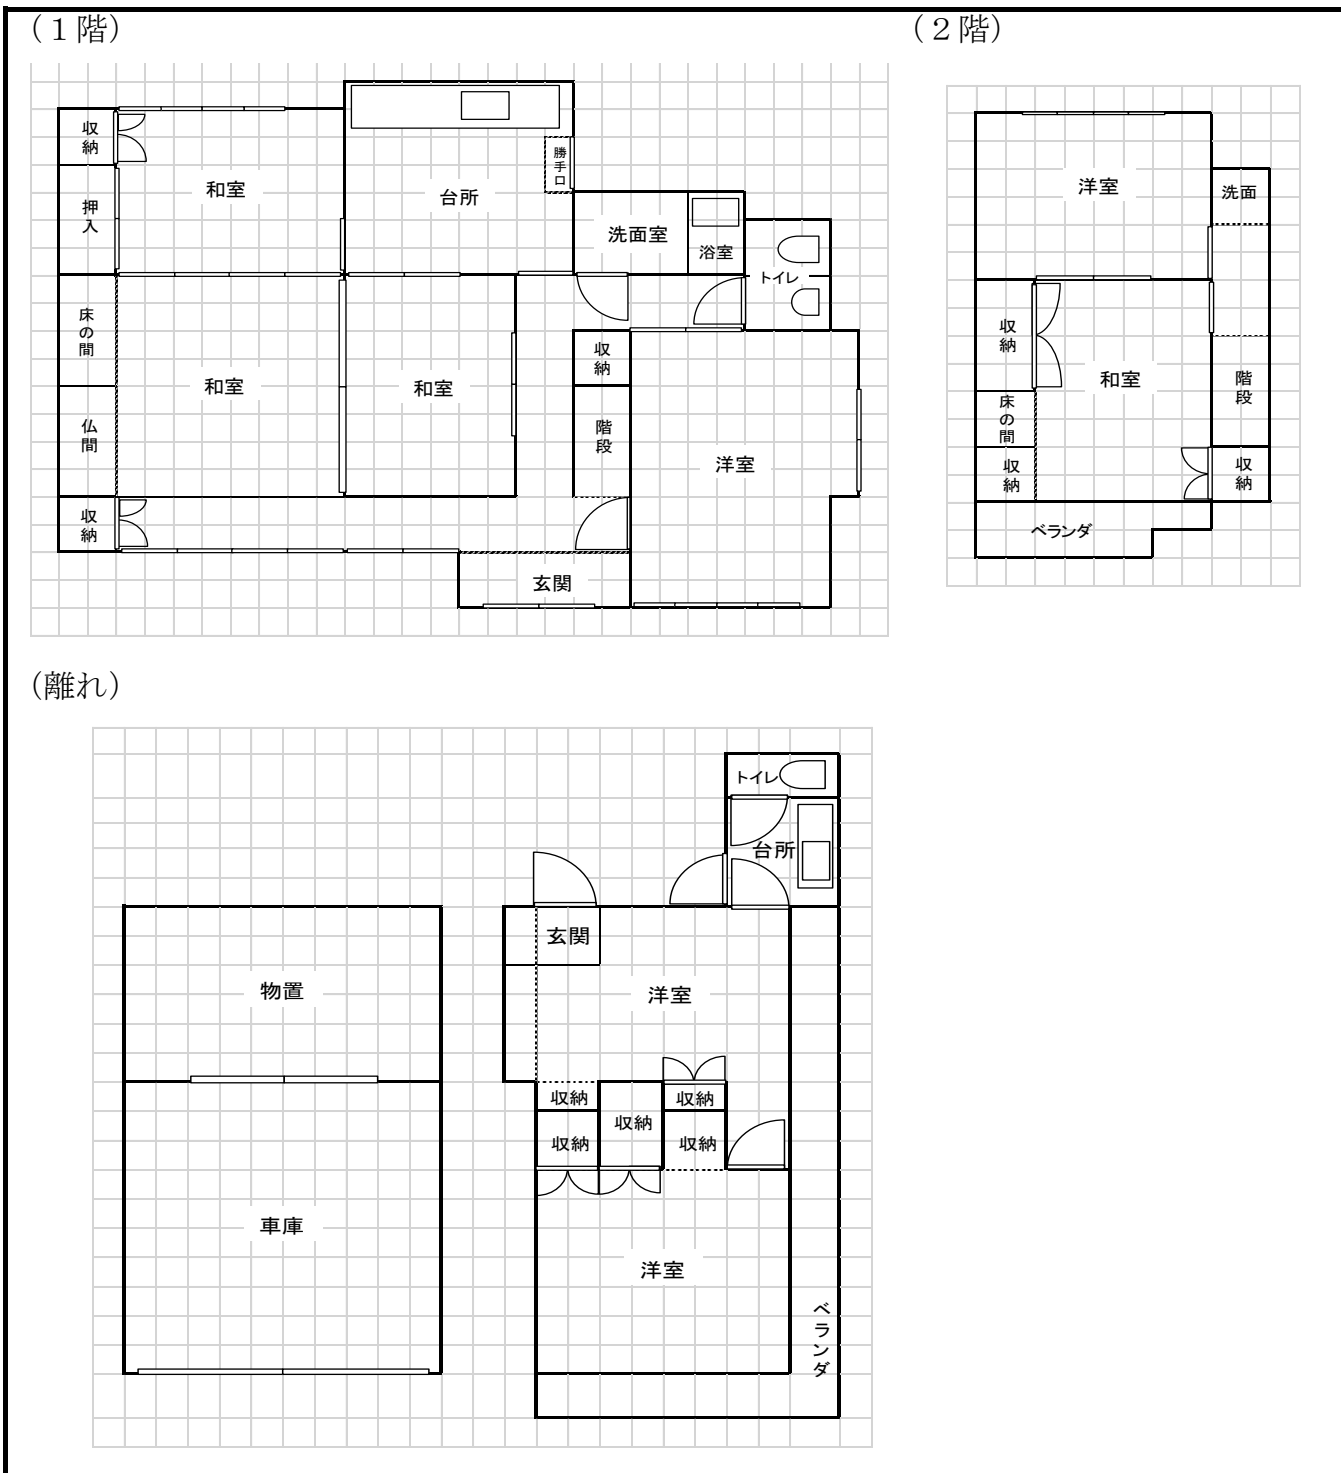 （１階）
（２階）
収納
和室
押入
台所
勝手口
洗面室
浴室
トイレ
床の間
和室
和室
収納
仏間
階段
洋室
収納
玄関
洋室
洗面
収納
和室
床の間
階段
収納
収納
ベランダ
（離れ）
トイレ
台所
玄関
物置
洋室
収納
収納
収納
収納
収納
車庫
洋室
ベランダ